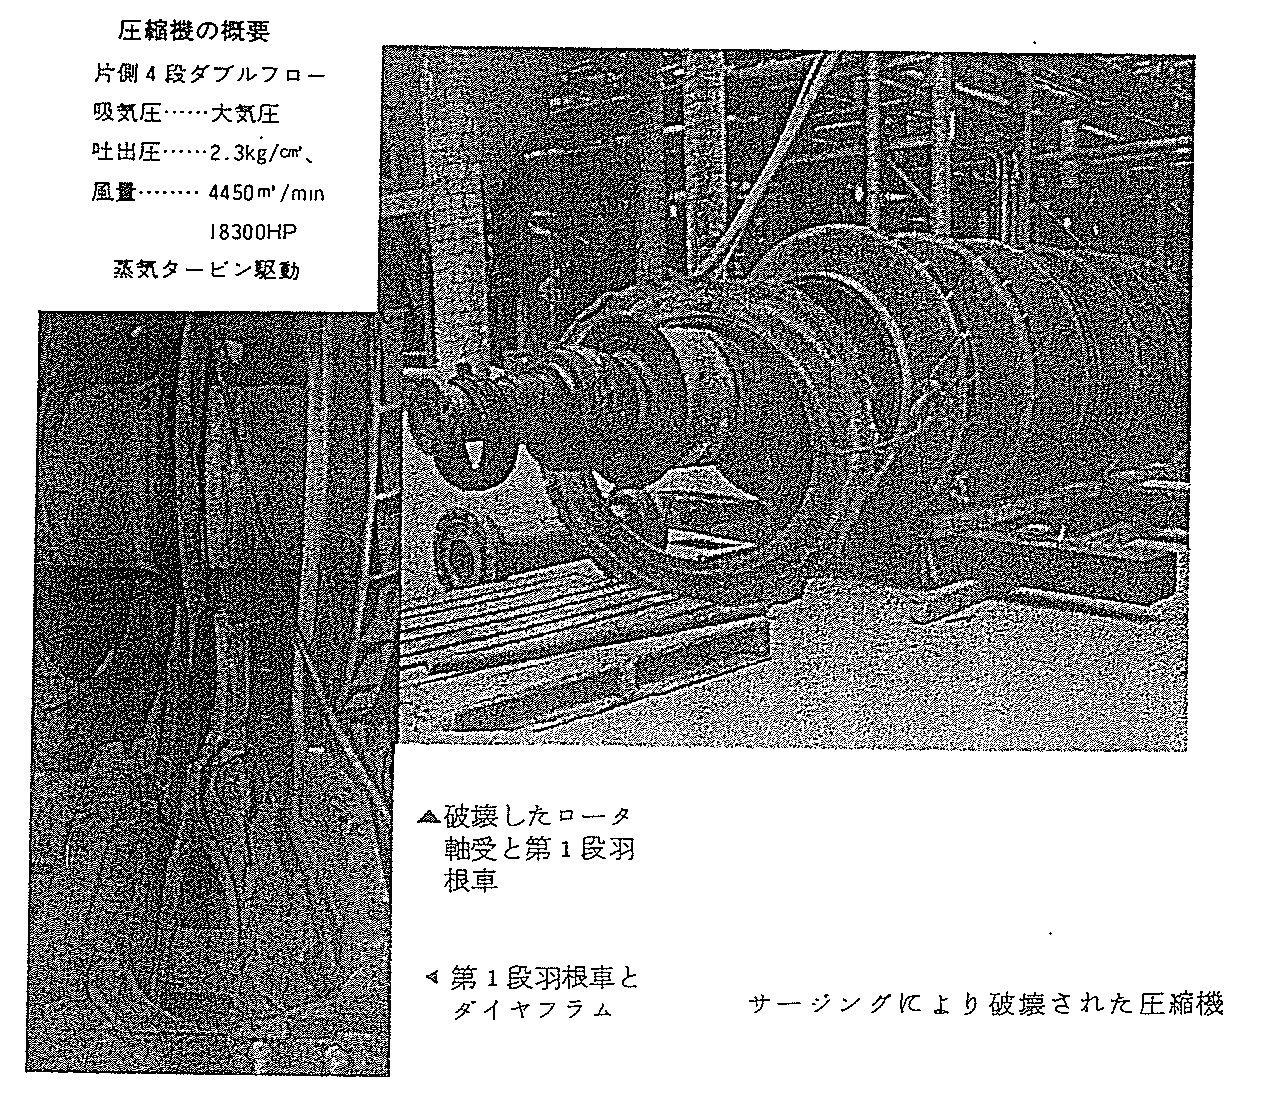 圧縮機の概要
片側4段ダブルフロー
吸気圧……大気圧
吐出圧……2.3kg/cm²、
風量…… 4450m³/min
18300HP
蒸気タービン駆動
▲破壊したロータ
軸受と第1段羽
根車
◀ 第1段羽根車と
ダイヤフラム
サージングにより破壊された圧縮機